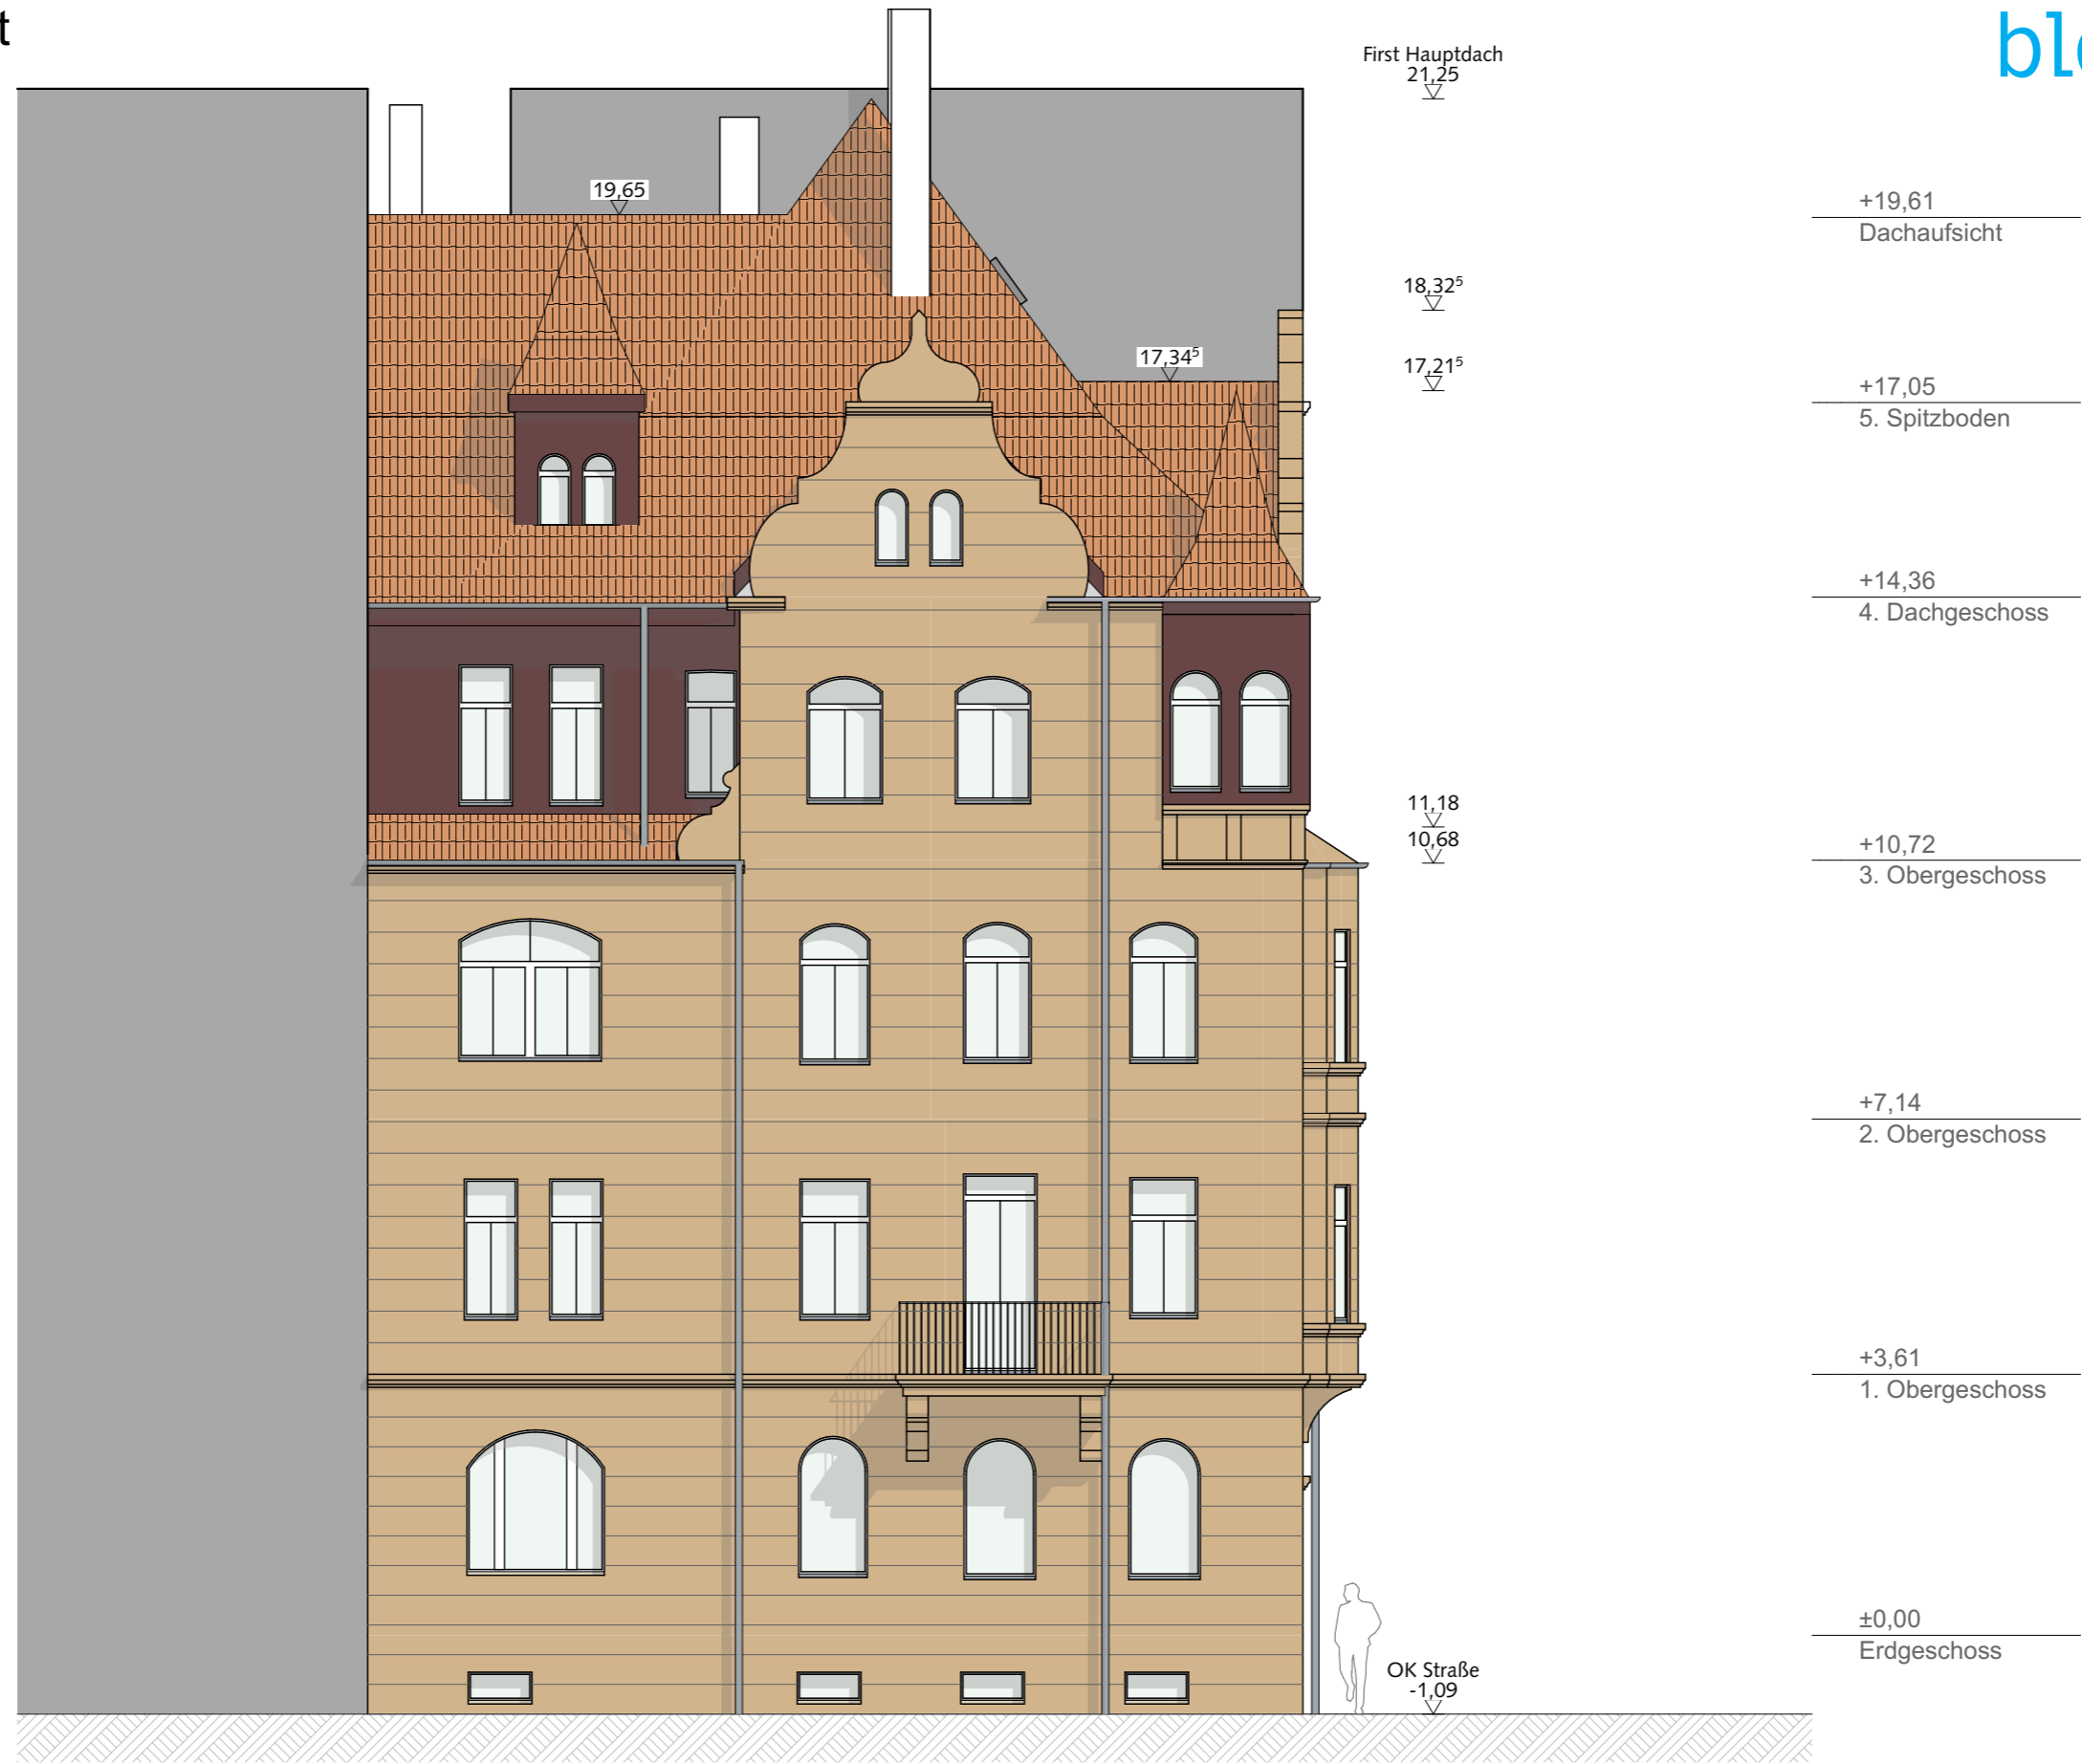 t
First Hauptdach
21,25
19,65
18,32⁵
17,34⁵
17,21⁵
11,18
10,68
OK Straße
-1,09
+19,61
Dachaufsicht
+17,05
5. Spitzboden
+14,36
4. Dachgeschoss
+10,72
3. Obergeschoss
+7,14
2. Obergeschoss
+3,61
1. Obergeschoss
±0,00
Erdgeschoss